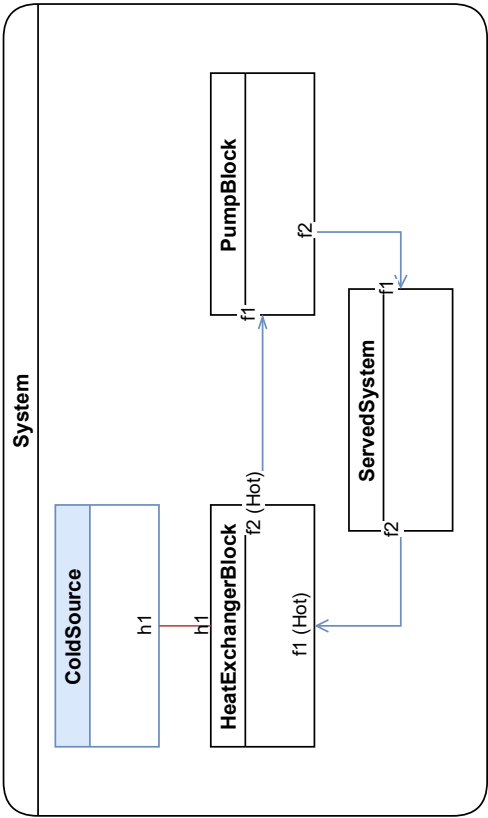 System
ColdSource
h1
h1
HeatExchangerBlock
f2 (Hot)
f1 (Hot)
f1
PumpBlock
f2
f1
ServedSystem
f2